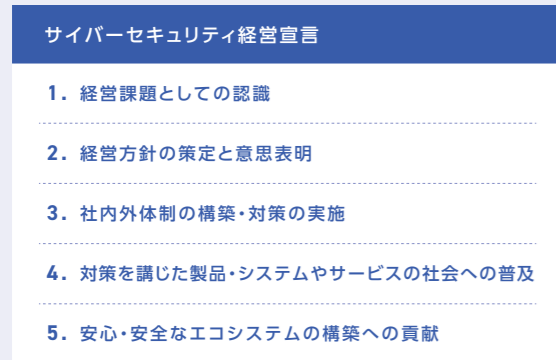 サイバーセキュリティ経営宣言
1. 経営課題としての認識
2. 経営方針の策定と意思表明
3. 社内外体制の構築・対策の実施
4. 対策を講じた製品・システムやサービスの社会への普及
5. 安心・安全なエコシステムの構築への貢献